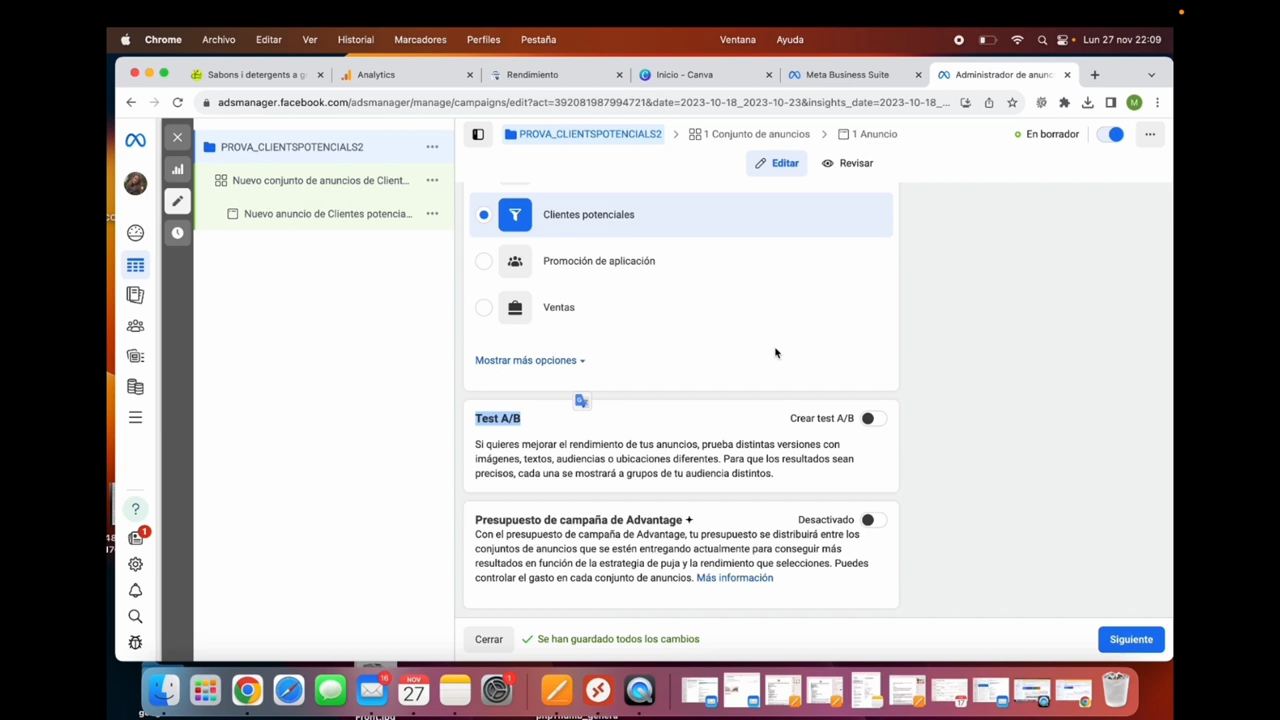 Chrome Archivo Editar Ver Historial Marcadores Perfiles Pestaña Ventana Ayuda Lun 27 nov 22:09
Sabons i detergents a g Analytics Rendimiento Inicio - Canva Meta Business Suite Administrador de anunc
adsmanager.facebook.com/adsmanager/manage/campaigns/edit?act=392081987994721&date=2023-10-18_2023-10-23&insights_date=2023-10-18_... M
PROVA_CLIENTSPOTENCIALS2
Nuevo conjunto de anuncios de Client...
Nuevo anuncio de Clientes potencia...
PROVA_CLIENTSPOTENCIALS2 1 Conjunto de anuncios 1 Anuncio En borrador
Editar Revisar
Clientes potenciales
Promoción de aplicación
Ventas
Mostrar más opciones
Test A/B Crear test A/B
Si quieres mejorar el rendimiento de tus anuncios, prueba distintas versiones con
imágenes, textos, audiencias o ubicaciones diferentes. Para que los resultados sean
precisos, cada una se mostrará a grupos de tu audiencia distintos.
Presupuesto de campaña de Advantage Desactivado
Con el presupuesto de campaña de Advantage, tu presupuesto se distribuirá entre los
conjuntos de anuncios que se estén entregando actualmente para conseguir más
resultados en función de la estrategia de puja y la rendimiento que selecciones. Puedes
controlar el gasto en cada conjunto de anuncios. Más información
? 1
Cerrar Se han guardado todos los cambios Siguiente
16 NOV 27 1 17